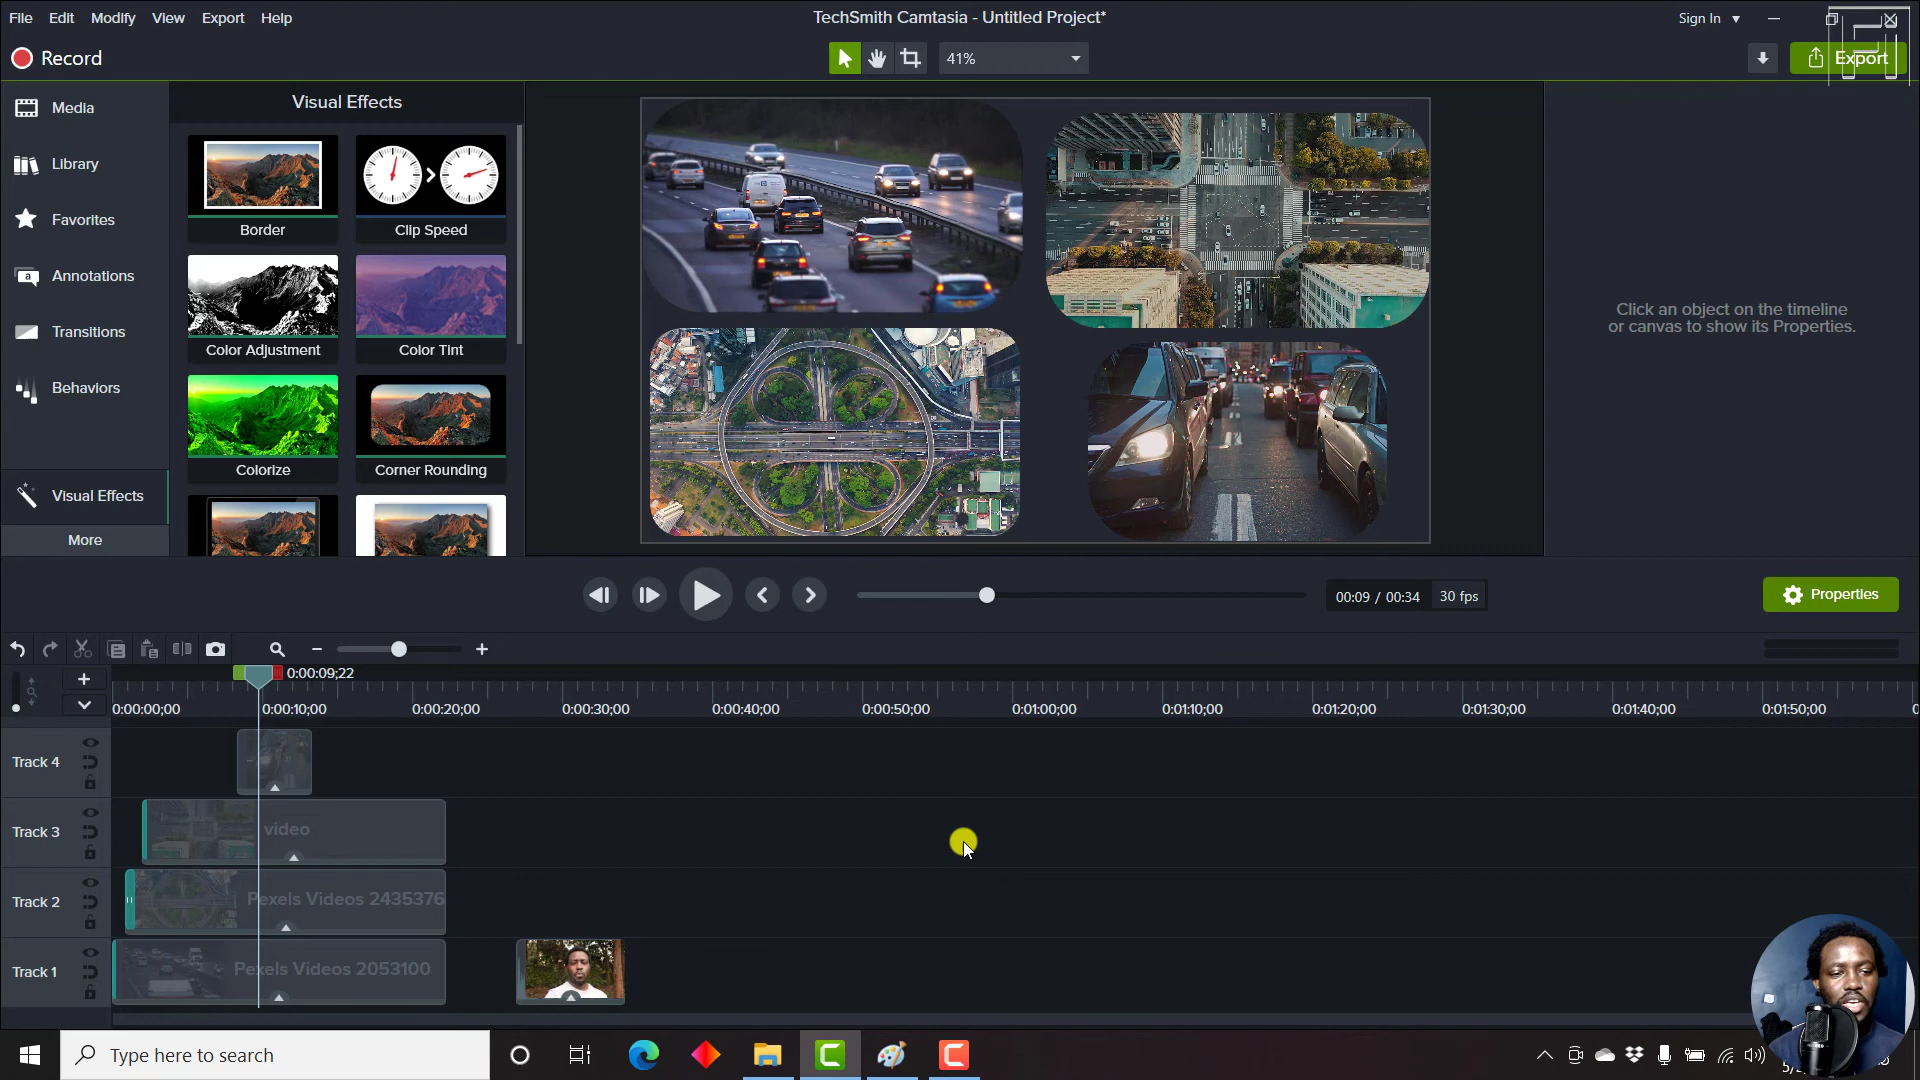 File Edit Modify View Export Help
TechSmith Camtasia - Untitled Project*
Sign In
Record
41%
Export
Media
Library
Favorites
Annotations
Transitions
Behaviors
Visual Effects
More
Visual Effects
Border
Clip Speed
Color Adjustment
Color Tint
Colorize
Corner Rounding
Click an object on the timeline
or canvas to show its Properties.
00:09 / 00:34
30 fps
Properties
0:00:09;22
0:00:00;00
0:00:10;00
0:00:20;00
0:00:30;00
0:00:40;00
0:00:50;00
0:01:00;00
0:01:10;00
0:01:20;00
0:01:30;00
0:01:40;00
0:01:50;00
Track 4
Track 3
video
Track 2
Pexels Videos 2435376
Track 1
Pexels Videos 2053100
Type here to search